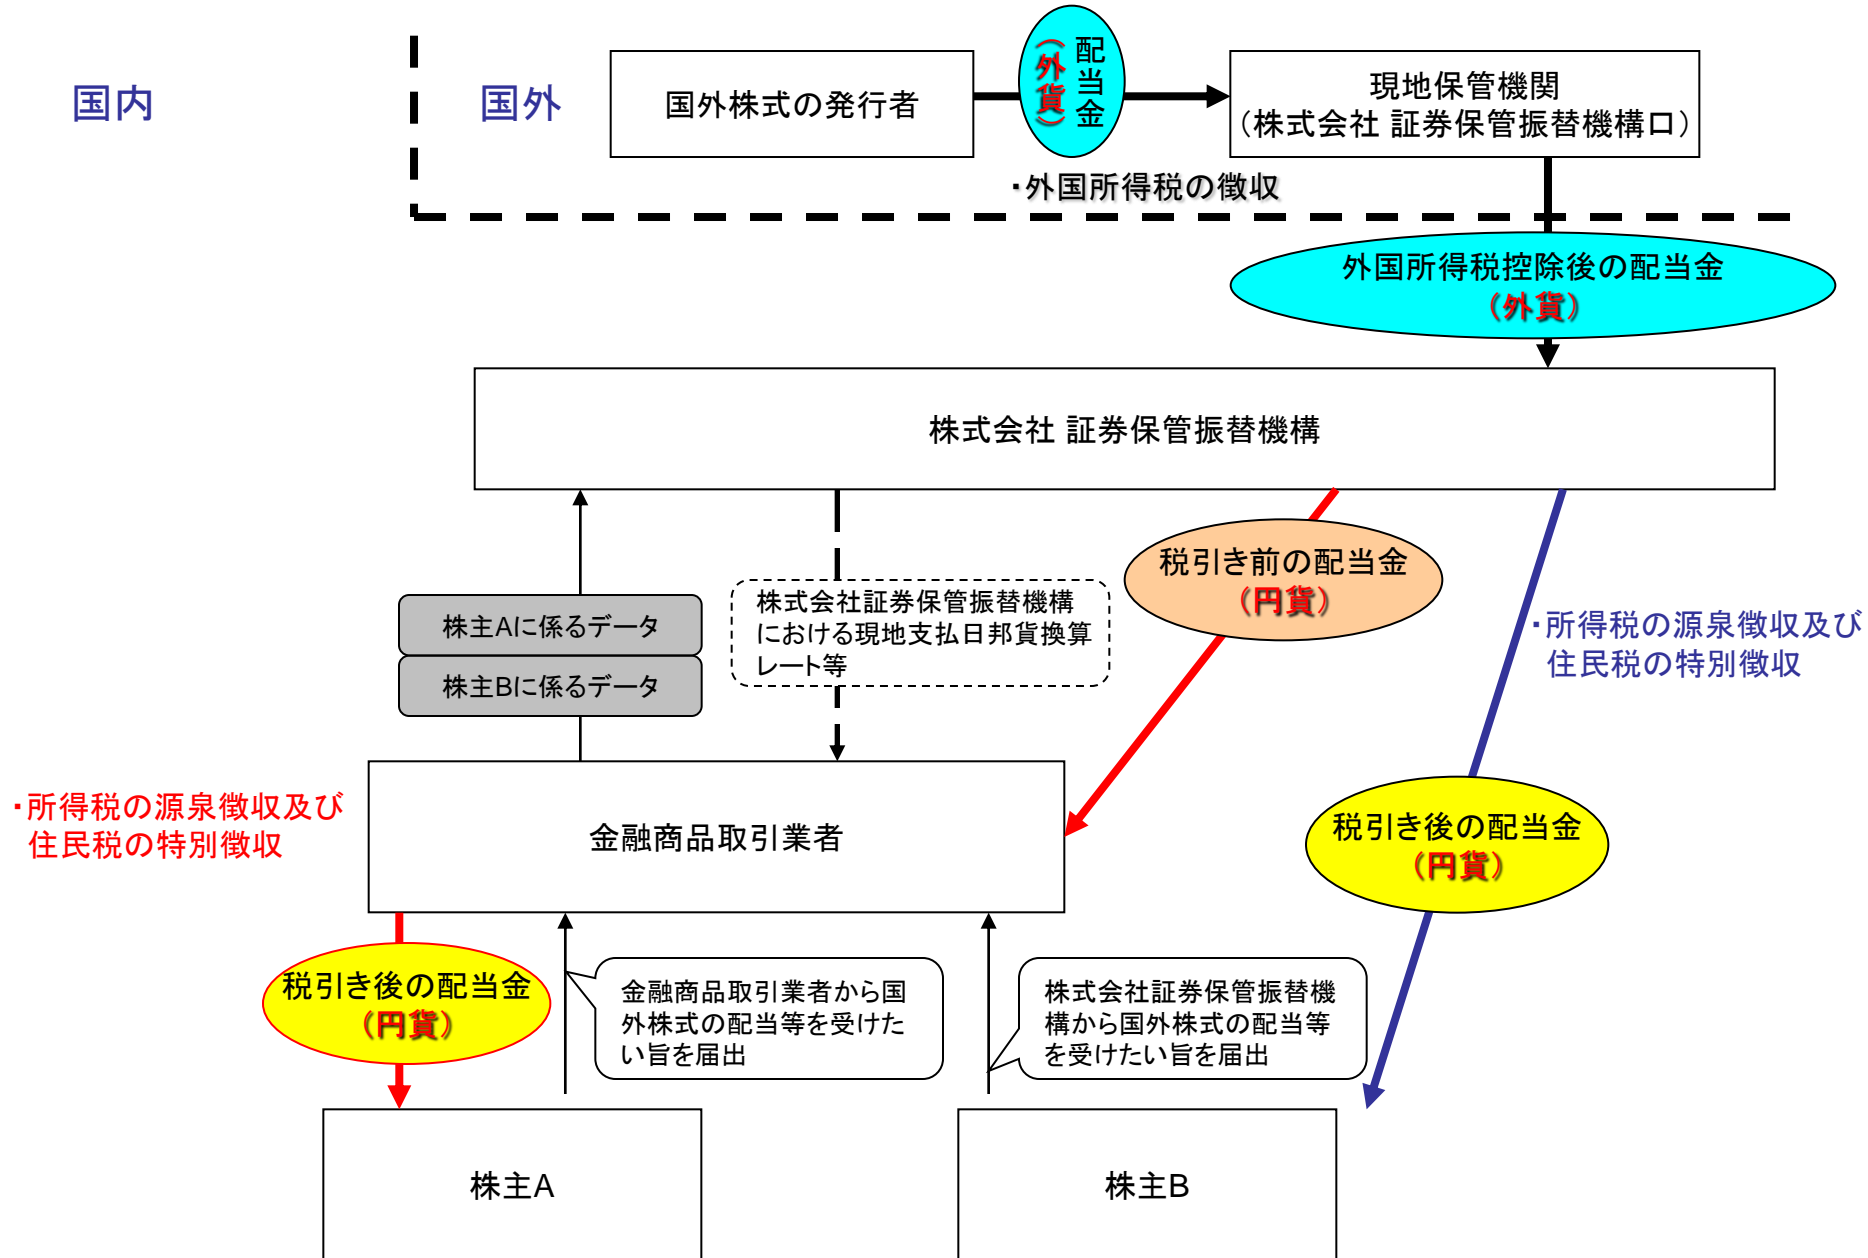 国内
国外
国外株式の発行者
配当金
（外貨）
現地保管機関
（株式会社 証券保管振替機構口）
・外国所得税の徴収
外国所得税控除後の配当金
（外貨）
株式会社 証券保管振替機構
税引き前の配当金
（円貨）
株主Aに係るデータ
株主Bに係るデータ
株式会社証券保管振替機構
における現地支払日邦貨換算
レート等
・所得税の源泉徴収及び
住民税の特別徴収
・所得税の源泉徴収及び
住民税の特別徴収
金融商品取引業者
税引き後の配当金
（円貨）
税引き後の配当金
（円貨）
金融商品取引業者から国
外株式の配当等を受けた
い旨を届出
株式会社証券保管振替機
構から国外株式の配当等
を受けたい旨を届出
株主A
株主B